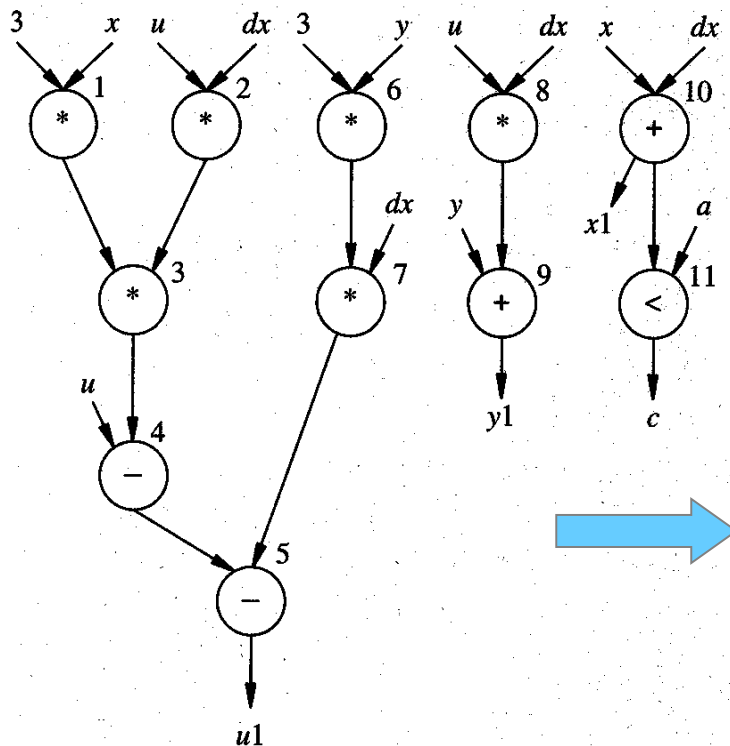 3 x u dx 3 y u dx x dx
1 2 6 8 10
* * * * +
dx
y x1 a
3 7 9 11
* * + <
u
y1 c
4
−
5
−
u1